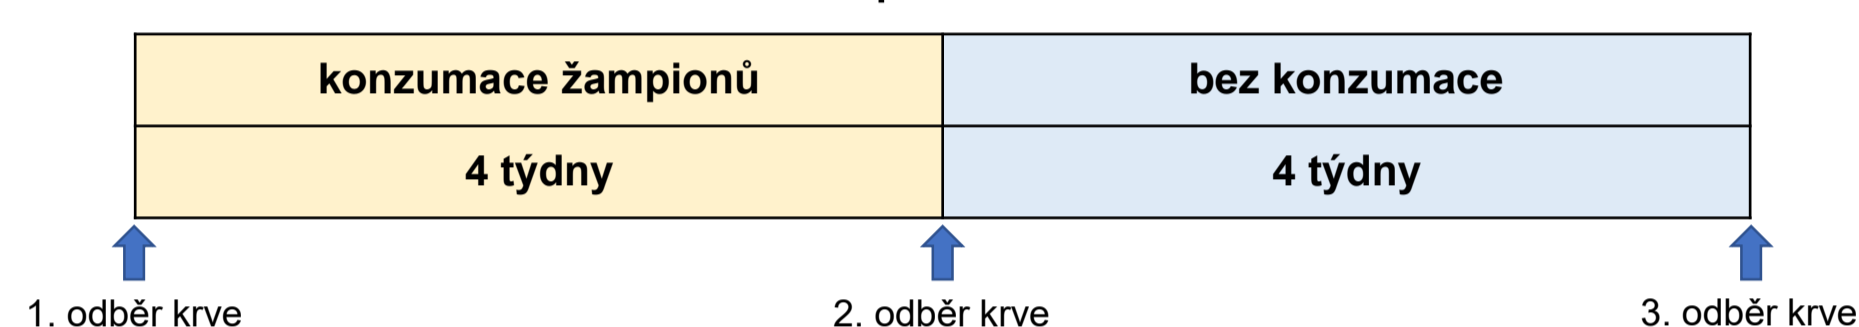 konzumace žampionů
bez konzumace
4 týdny
4 týdny
1. odběr krve
2. odběr krve
3. odběr krve